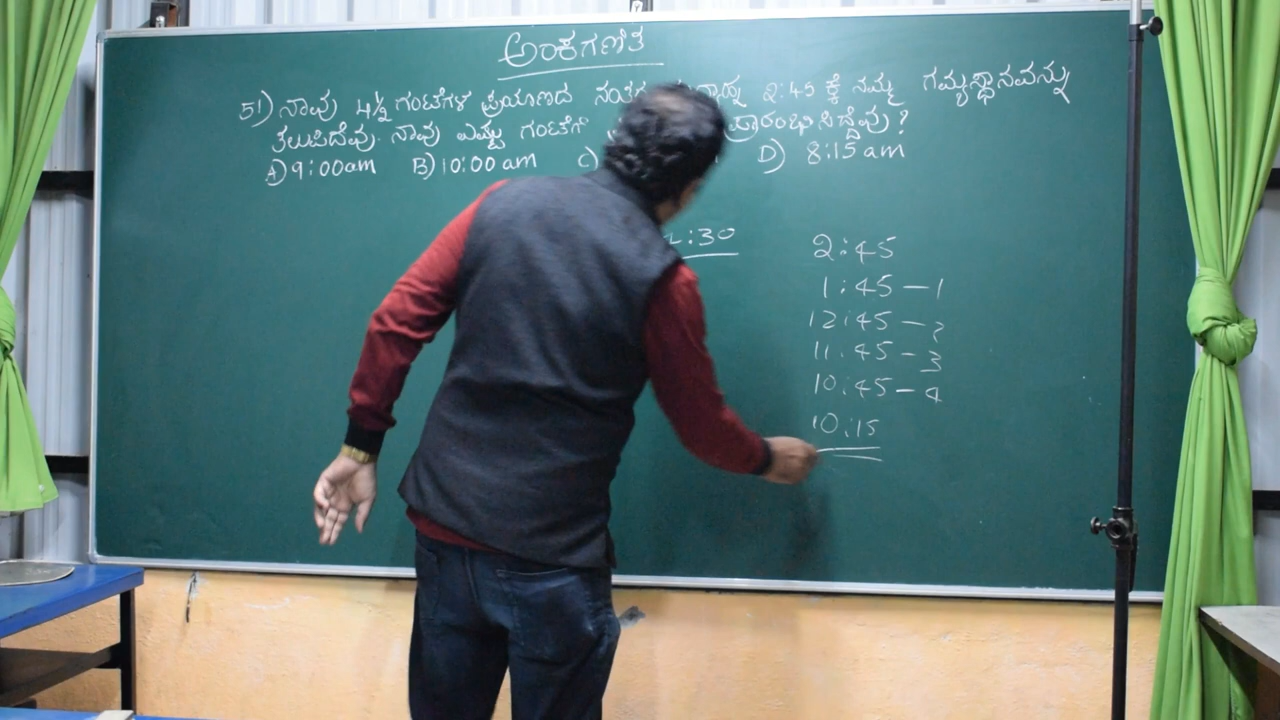 ಅಂಕಗಣಿತ
51) ನಾವು 4½ ಗಂಟೆಗಳ ಪ್ರಯಾಣದ ನಂತರ 2:45 ಕ್ಕೆ ನಮ್ಮ ಗಮ್ಯಸ್ಥಾನವನ್ನು
ತಲುಪಿದೆವು. ನಾವು ಎಷ್ಟು ಗಂಟೆಗೆ ಪ್ರಾರಂಭಿಸಿದ್ದೆವು?
A) 9:00am B) 10:00 am C) D) 8:15 am
:30
2:45
1:45 – 1
12:45 – 2
11:45 – 3
10:45 – 4
10:15